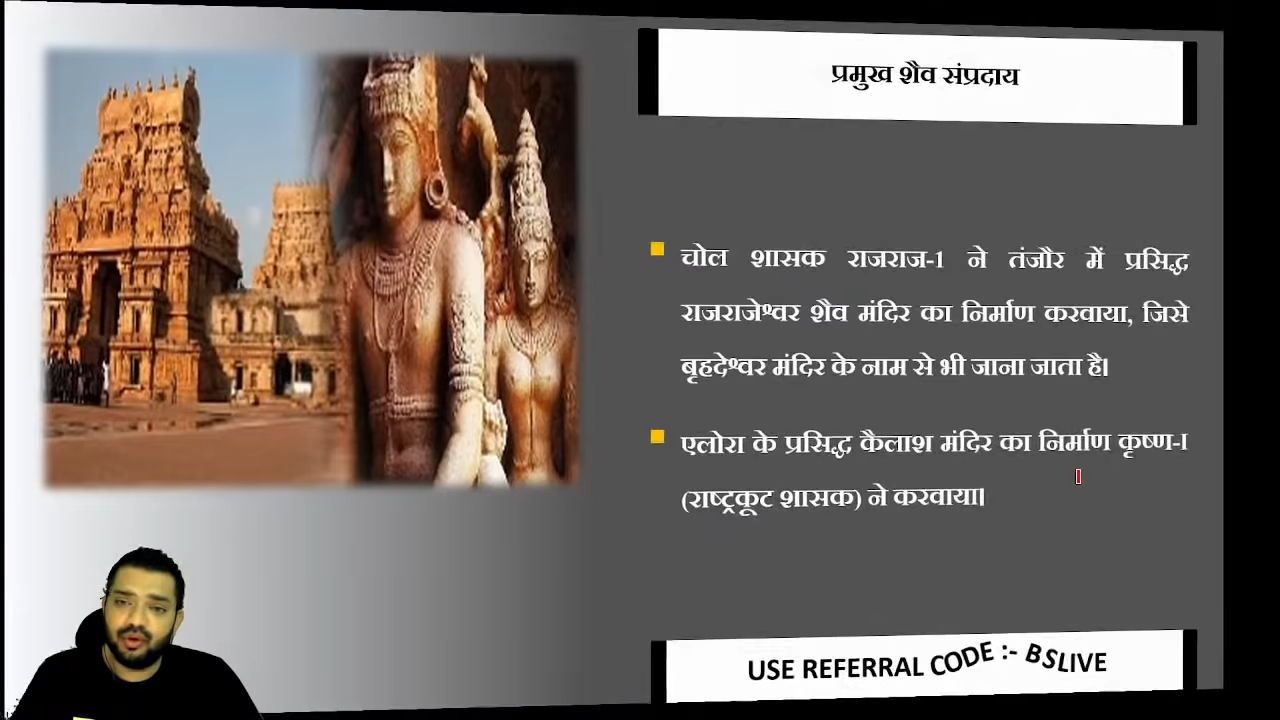 प्रमुख शैव संप्रदाय
चोल शासक राजराज-1 ने तंजौर में प्रसिद्ध
राजराजेश्वर शैव मंदिर का निर्माण करवाया, जिसे
बृहदेश्वर मंदिर के नाम से भी जाना जाता है।
एलोरा के प्रसिद्ध कैलाश मंदिर का निर्माण कृष्ण-I
(राष्ट्रकूट शासक) ने करवाया।
USE REFERRAL CODE :- BSLIVE